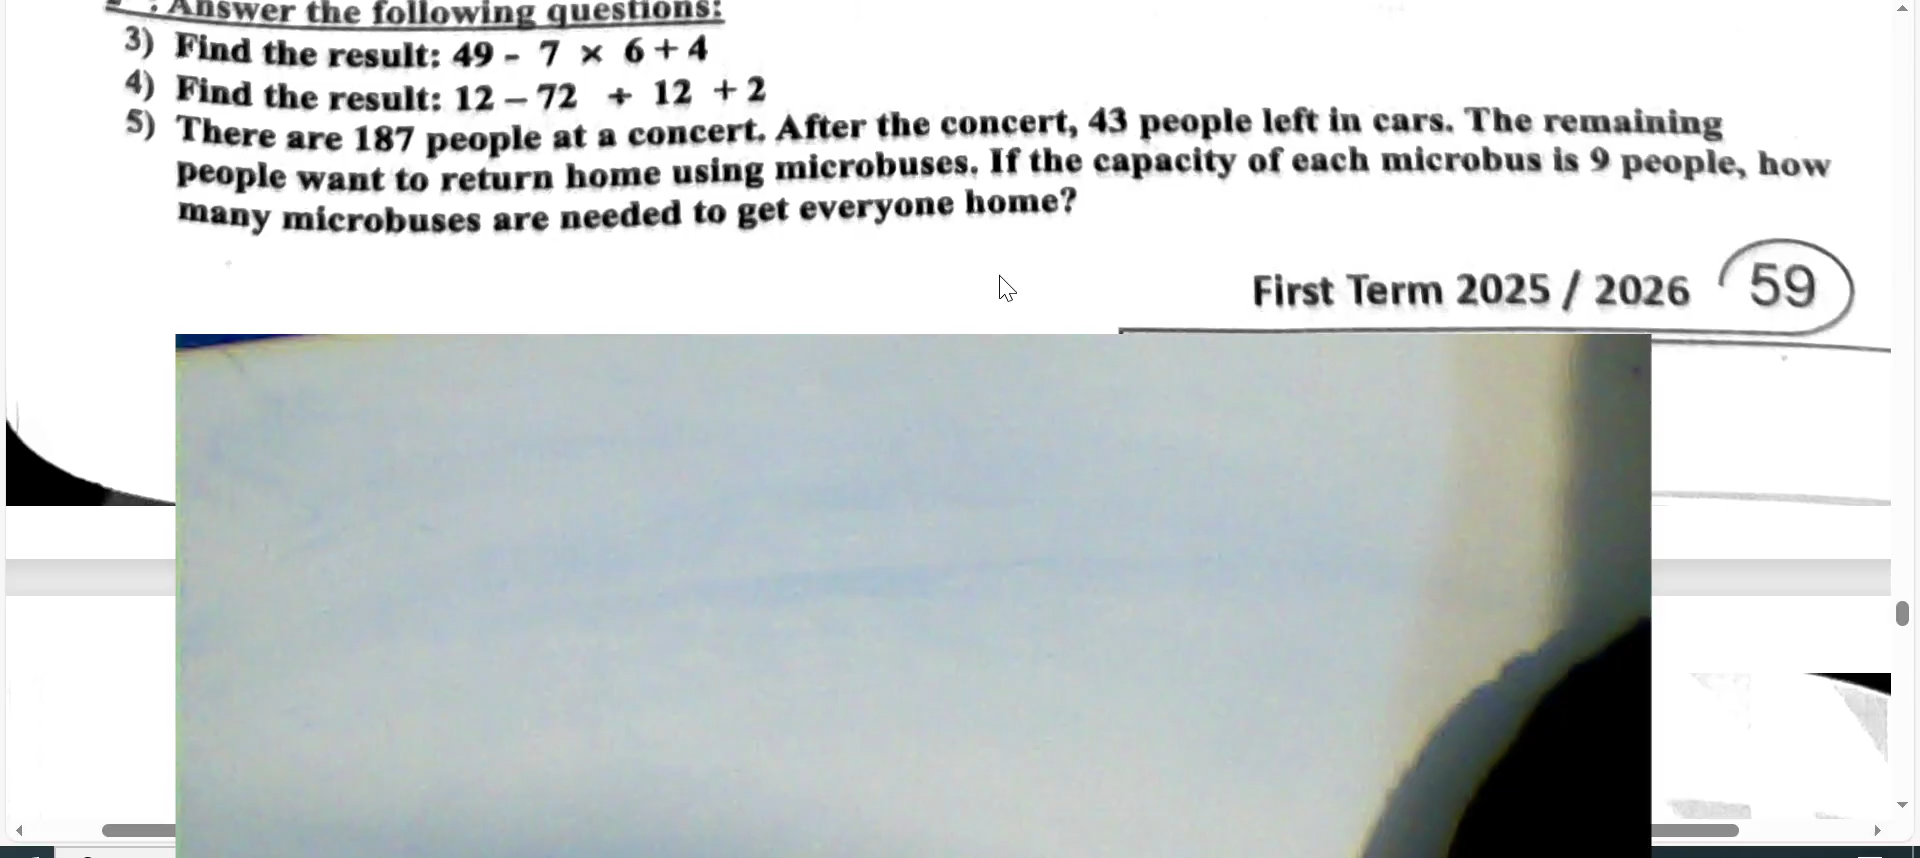 : Answer the following questions:
3) Find the result: 49 - 7 × 6 + 4
4) Find the result: 12 – 72 + 12 + 2
5) There are 187 people at a concert. After the concert, 43 people left in cars. The remaining
people want to return home using microbuses. If the capacity of each microbus is 9 people, how
many microbuses are needed to get everyone home?
First Term 2025 / 2026 59